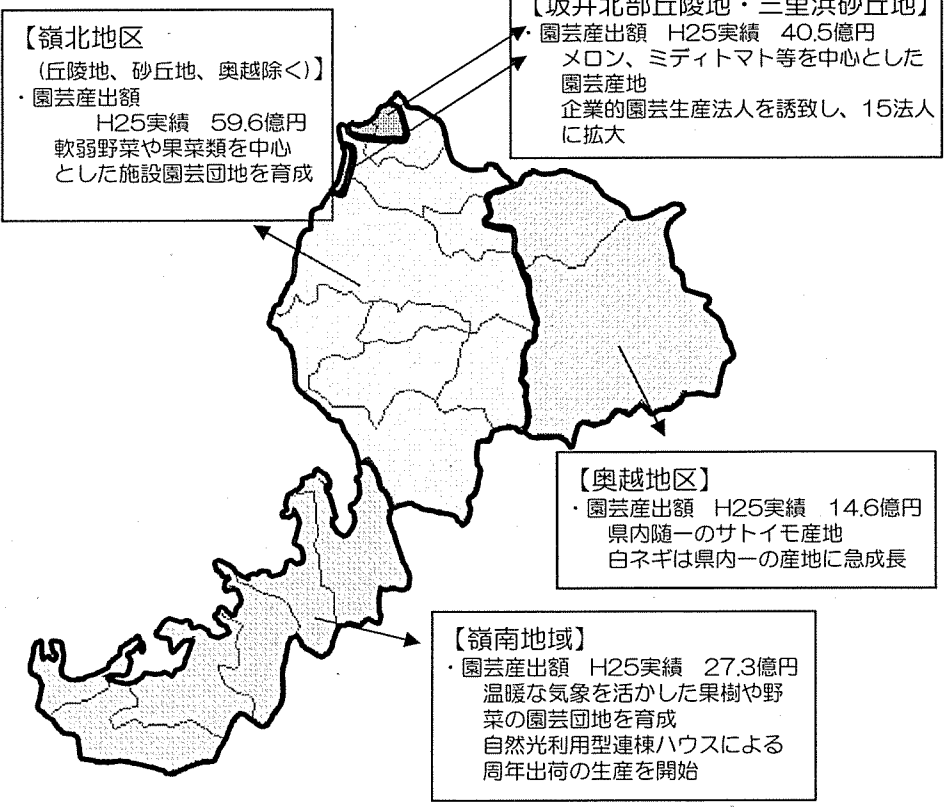 【嶺北地区
（丘陵地、砂丘地、奥越除く）】
・園芸産出額
H25実績　59.6億円
軟弱野菜や果菜類を中心
とした施設園芸団地を育成
【坂井北部丘陵地・三里浜砂丘地】
・園芸産出額　H25実績　40.5億円
メロン、ミディトマト等を中心とした
園芸産地
企業的園芸生産法人を誘致し、15法人
に拡大
【奥越地区】
・園芸産出額　H25実績　14.6億円
県内随一のサトイモ産地
白ネギは県内一の産地に急成長
【嶺南地域】
・園芸産出額　H25実績　27.3億円
温暖な気象を活かした果樹や野
菜の園芸団地を育成
自然光利用型連棟ハウスによる
周年出荷の生産を開始